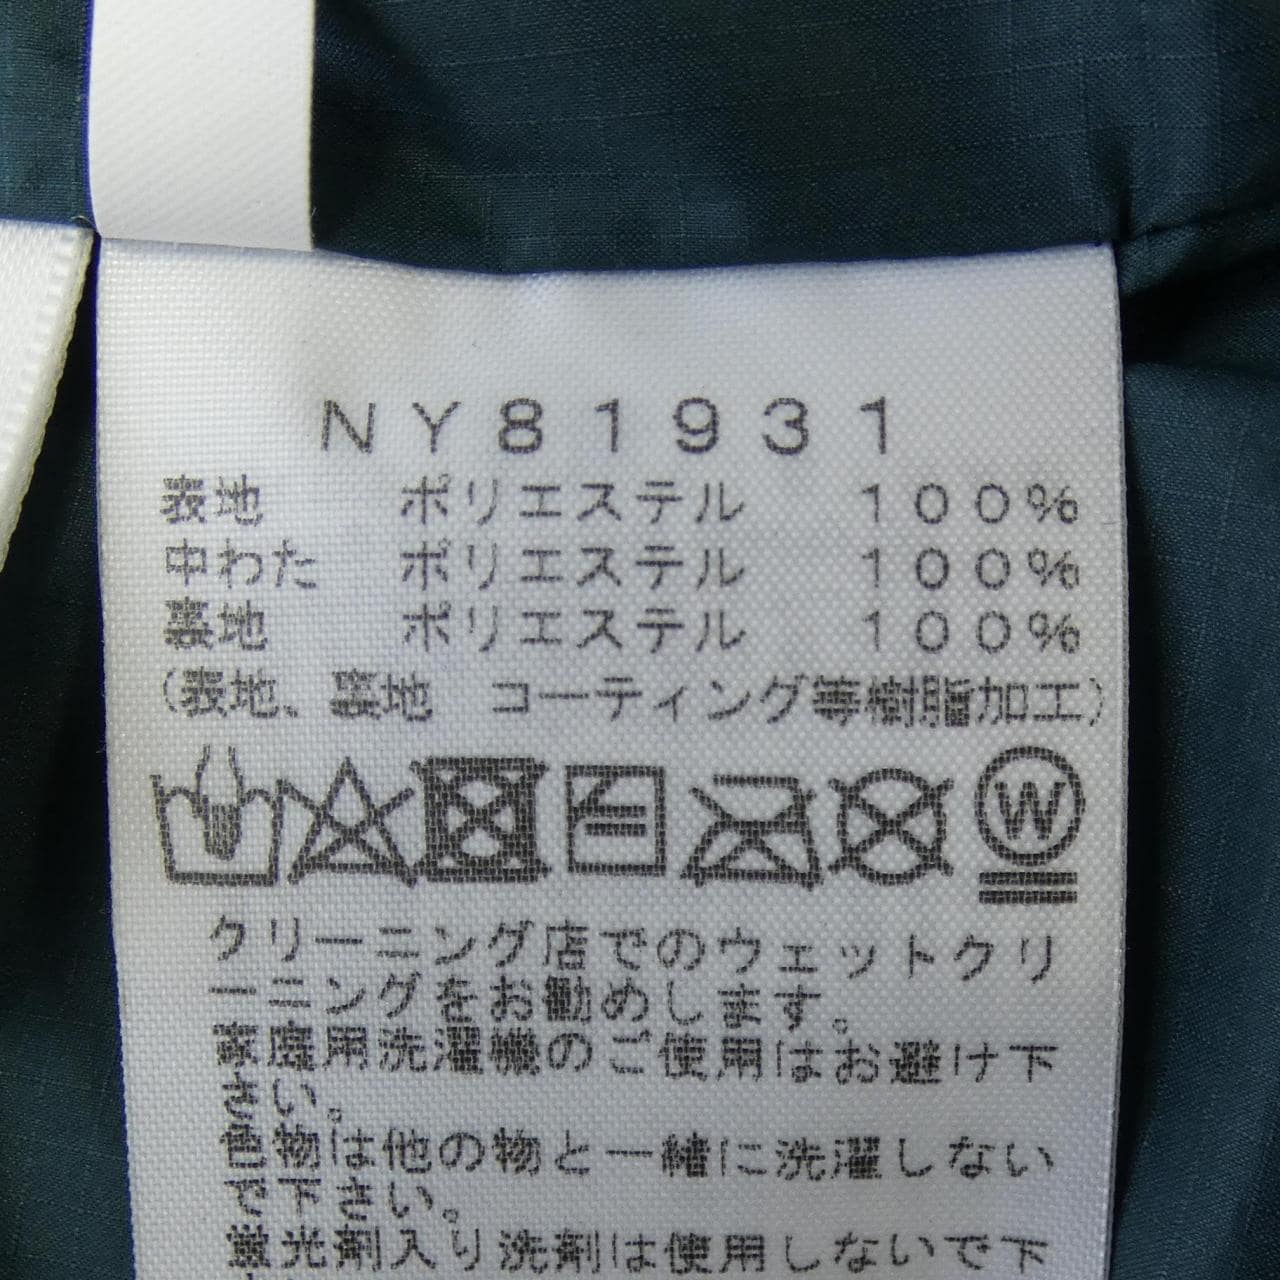 NY81931
表地 ポリエステル 100%
中わた ポリエステル 100%
裏地 ポリエステル 100%
(表地、裏地 コーティング等樹脂加工)
W
クリーニング店でのウェットクリ
ーニングをお勧めします。
家庭用洗濯機のご使用はお避け下
さい。
色物は他の物と一緒に洗濯しない
で下さい。
蛍光剤入り洗剤は使用しないで下